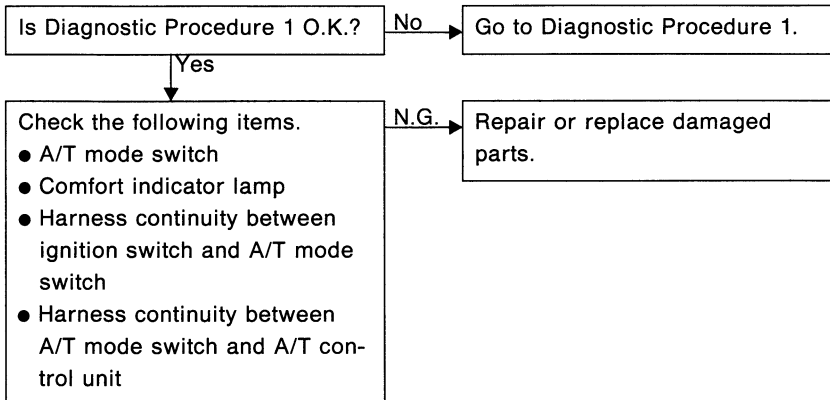 Is Diagnostic Procedure 1 O.K.?
No
Go to Diagnostic Procedure 1.
Yes
Check the following items.
● A/T mode switch
● Comfort indicator lamp
● Harness continuity between
ignition switch and A/T mode
switch
● Harness continuity between
A/T mode switch and A/T con-
trol unit
N.G.
Repair or replace damaged
parts.